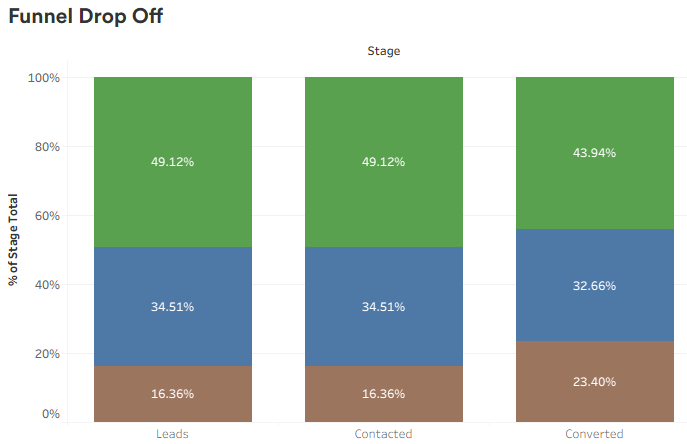 Funnel Drop Off
Stage
% of Stage Total
100%
80%
60%
40%
20%
0%
49.12%
49.12%
43.94%
34.51%
34.51%
32.66%
16.36%
16.36%
23.40%
Leads
Contacted
Converted